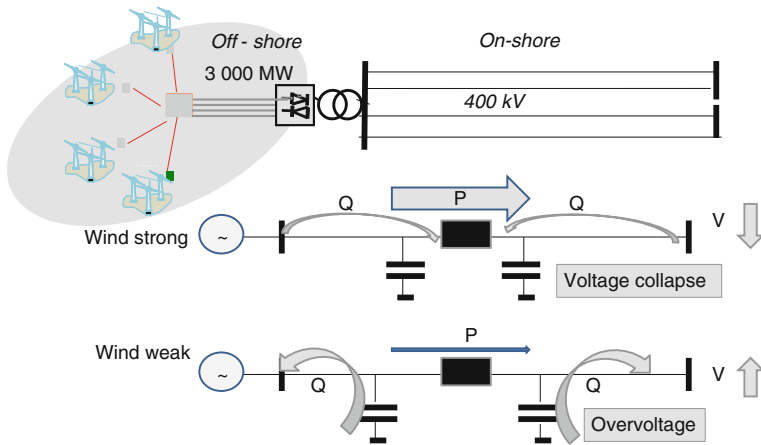 Off - shore
On-shore
3 000 MW
400 kV
P
Q
Q
V
Wind strong
~
Voltage collapse
P
Wind weak
~
Q
Q
V
Overvoltage